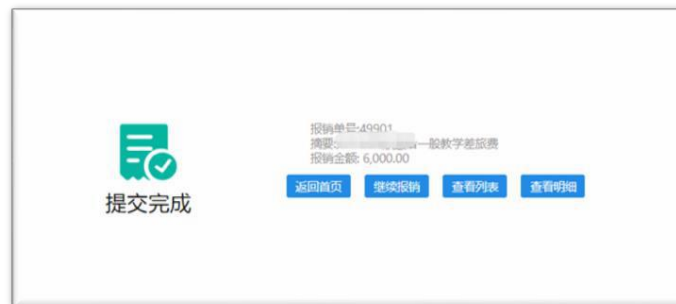 报销单号:49901
摘要:一般教学差旅费
报销金额: 6,000.00
返回首页 继续报销 查看列表 查看明细
提交完成